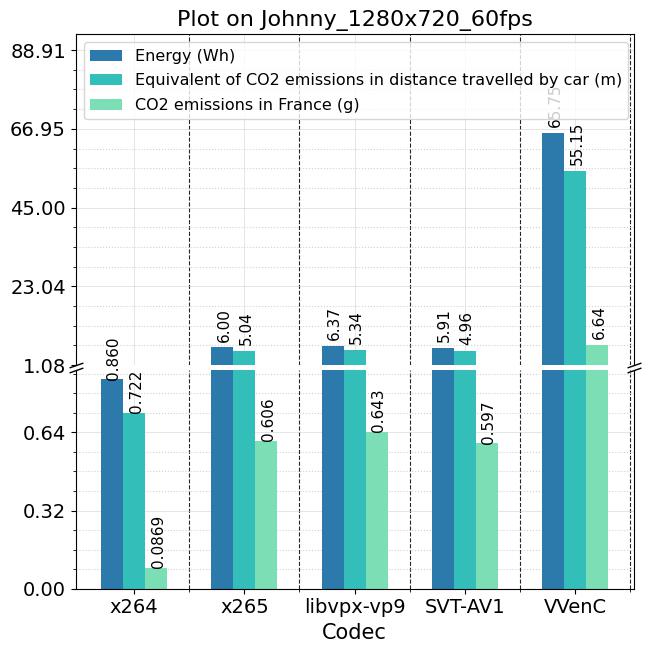 Plot on Johnny_1280x720_60fps
Energy (Wh)
Equivalent of CO2 emissions in distance travelled by car (m)
CO2 emissions in France (g)
88.91
66.95
45.00
23.04
1.08
0.64
0.32
0.00
0.860
0.722
0.0869
6.00
5.04
0.606
6.37
5.34
0.643
5.91
4.96
0.597
65.75
55.15
6.64
x264
x265
libvpx-vp9
SVT-AV1
VVenC
Codec